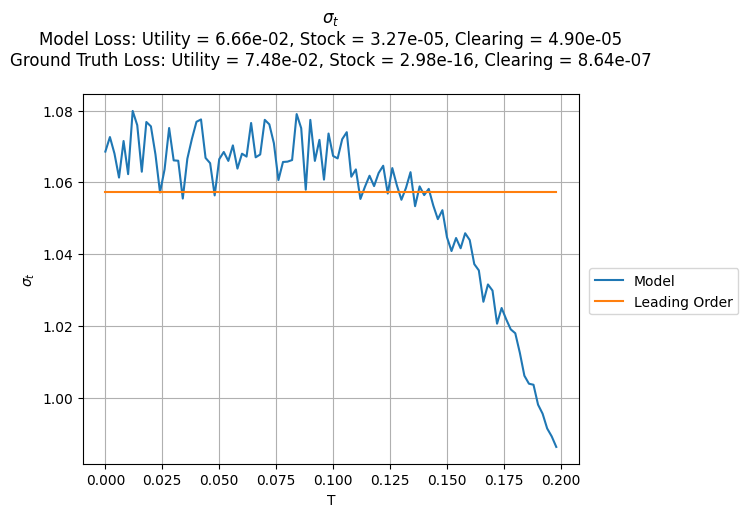 σt
Model Loss: Utility = 6.66e-02, Stock = 3.27e-05, Clearing = 4.90e-05
Ground Truth Loss: Utility = 7.48e-02, Stock = 2.98e-16, Clearing = 8.64e-07
1.08
1.06
1.04
1.02
1.00
σt
Model
Leading Order
0.000 0.025 0.050 0.075 0.100 0.125 0.150 0.175 0.200
T